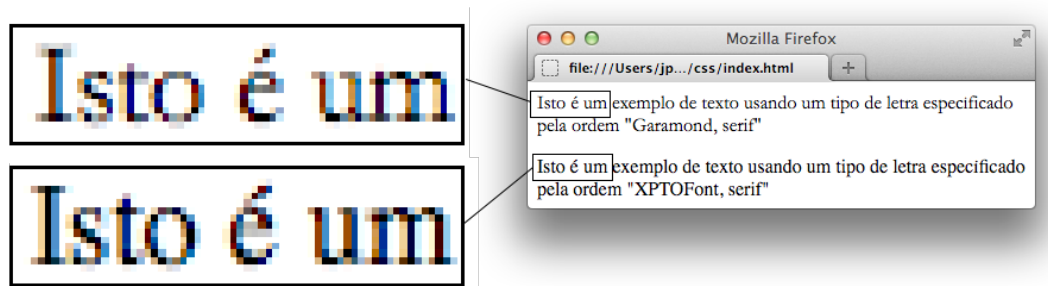 Isto é um
Isto é um
Mozilla Firefox
file:///Users/jp.../css/index.html
Isto é um exemplo de texto usando um tipo de letra especificado
pela ordem "Garamond, serif"
Isto é um exemplo de texto usando um tipo de letra especificado
pela ordem "XPTOFont, serif"